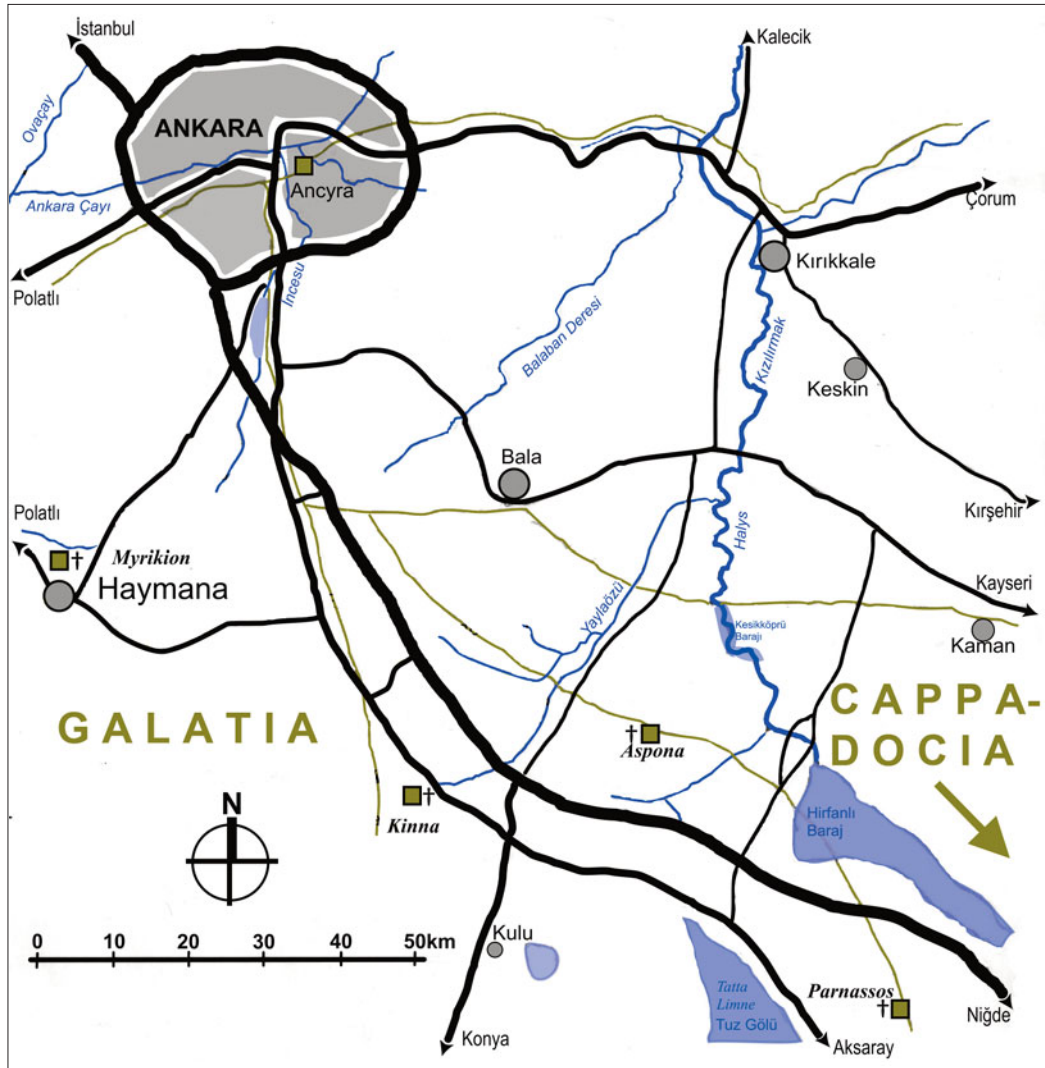 İstanbul
Kalecik
Ovaçay
ANKARA
Ancyra
Ankara Çayı
Çorum
Kırıkkale
Polatlı
İncesu
Balaban Deresi
Kızılırmak
Keskin
Bala
Polatlı
Kırşehir
Halys
Myrikion
Haymana
Kayseri
Yaylaözü
Kesikköprü
Barajı
Kaman
GALATIA
CAPPA-
DOCIA
Aspona
Kinna
Hirfanlı
Baraj
N
0 10 20 30 40 50km
Kulu
Tatta
Limne
Tuz Gölü
Parnassos
Niğde
Konya
Aksaray